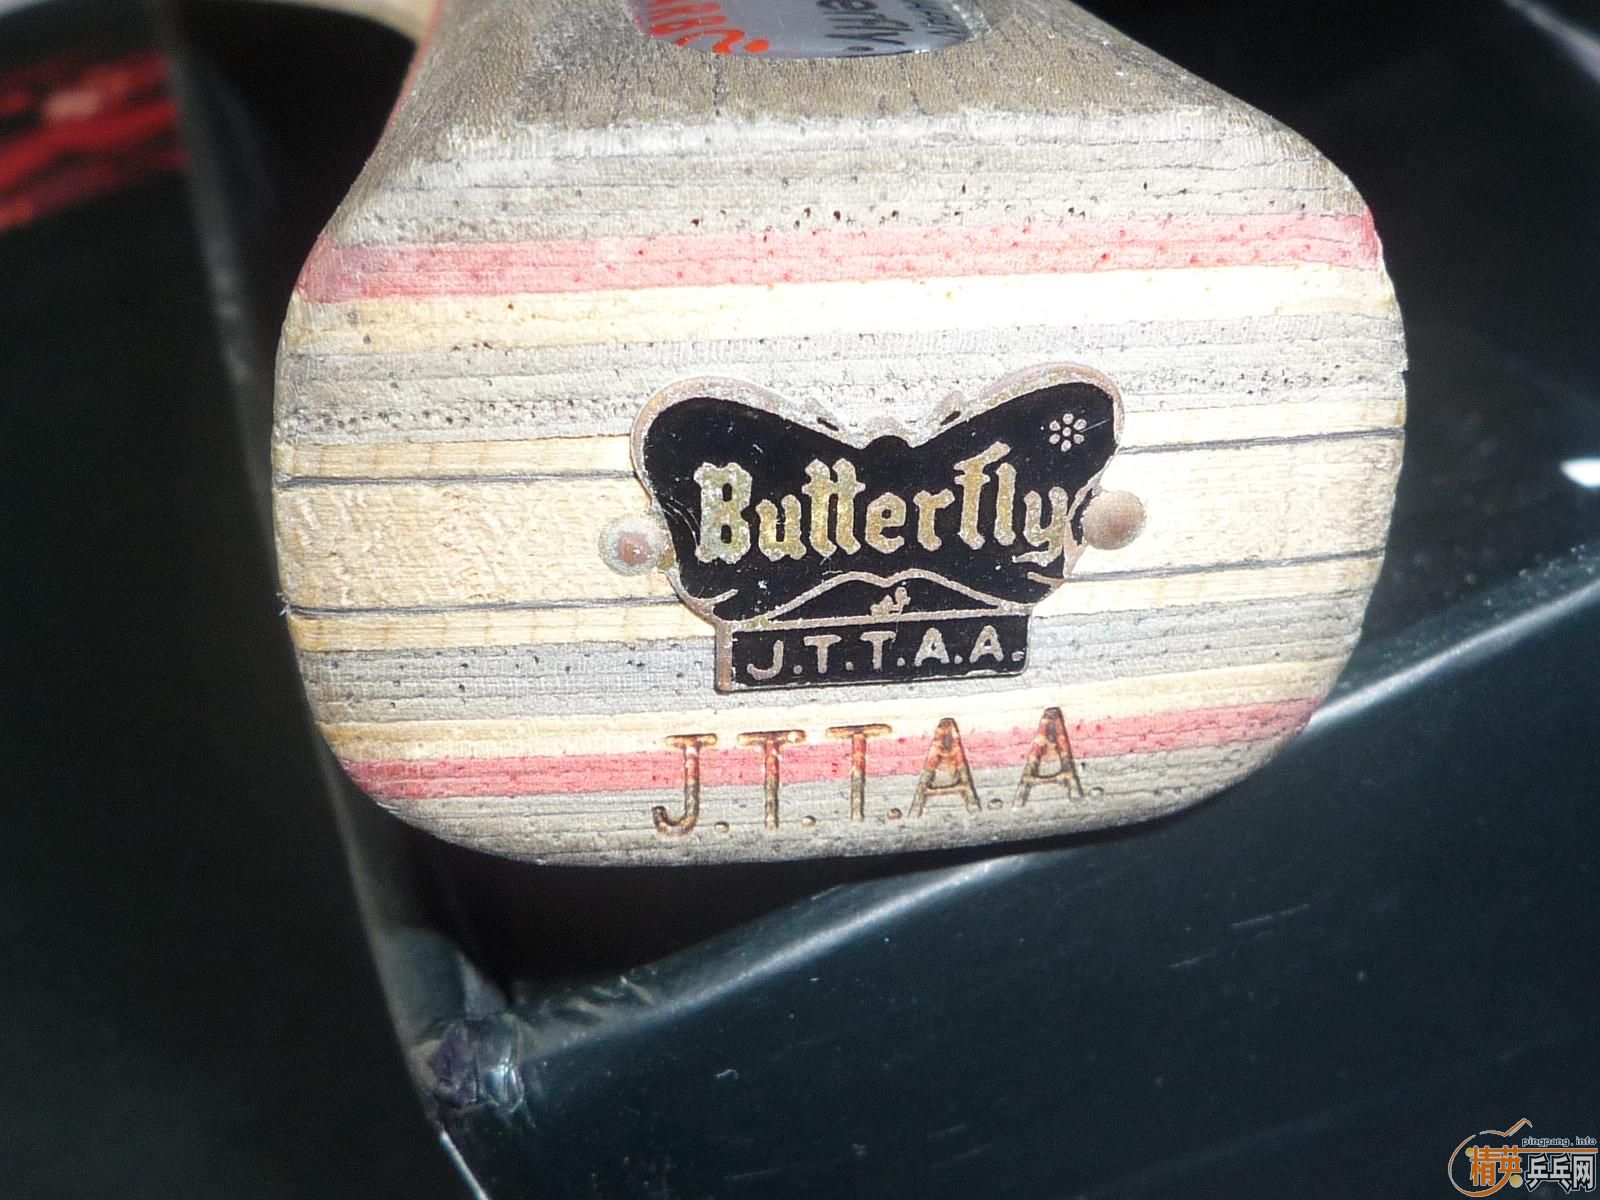 Butterfly
J.T.T.A.A.
J.T.T.A.A.
pingpang.info
精英乒乓网